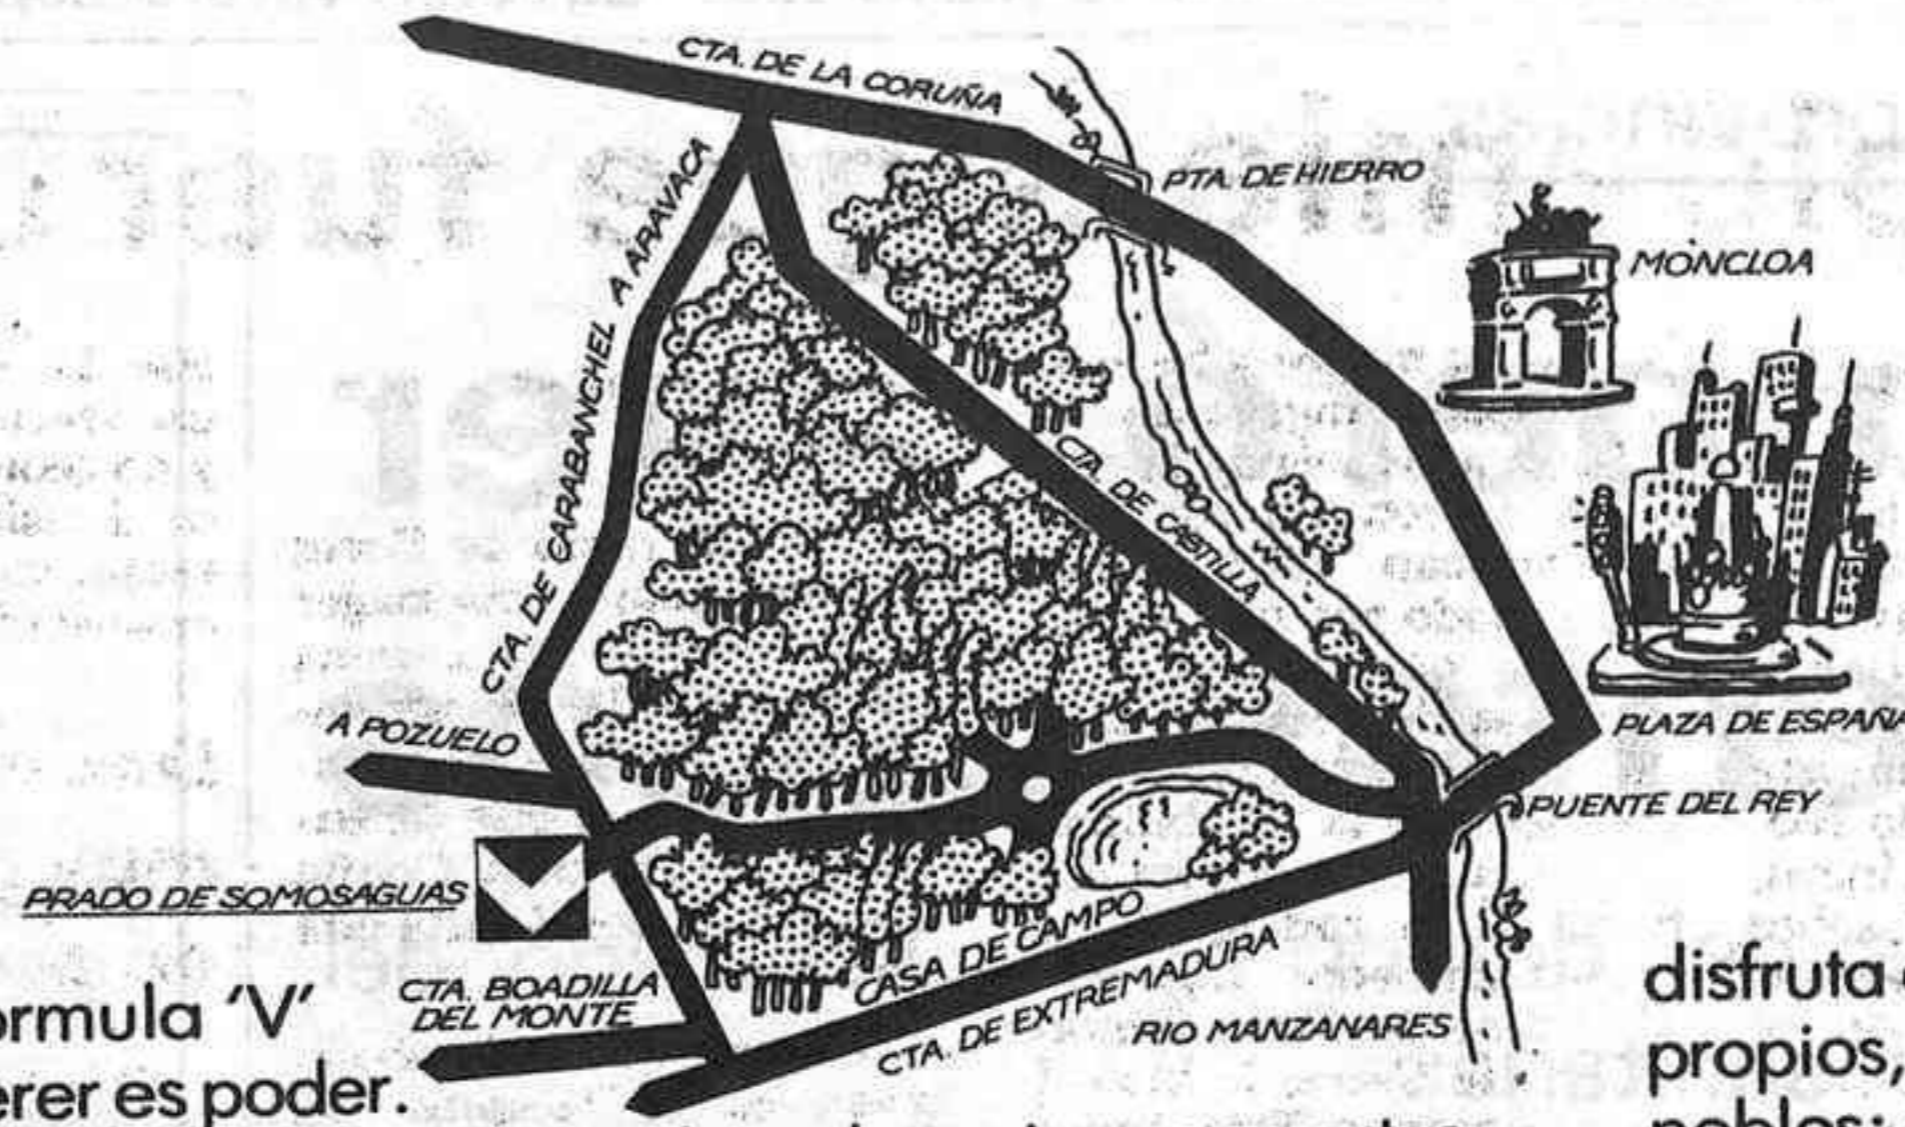 CTA. DE LA CORUÑA
PTA. DE HIERRO
MONCLOA
CTA. DE CARABANCHEL A ARAVACA
CTA. DE CASTILLA
A POZUELO
PLAZA DE ESPAÑA
PUENTE DEL REY
PRADO DE SOMOSAGUAS
CASA DE CAMPO
CTA. BOADILLA
DEL MONTE
CTA. DE EXTREMADURA
RIO MANZANARES
'V'
es poder.
disfruta
propios,